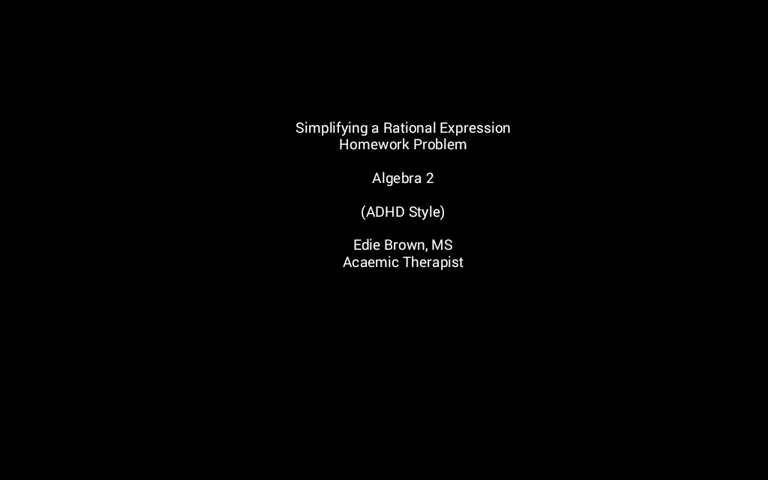 Simplifying a Rational Expression
Homework Problem
Algebra 2
(ADHD Style)
Edie Brown, MS
Acaemic Therapist